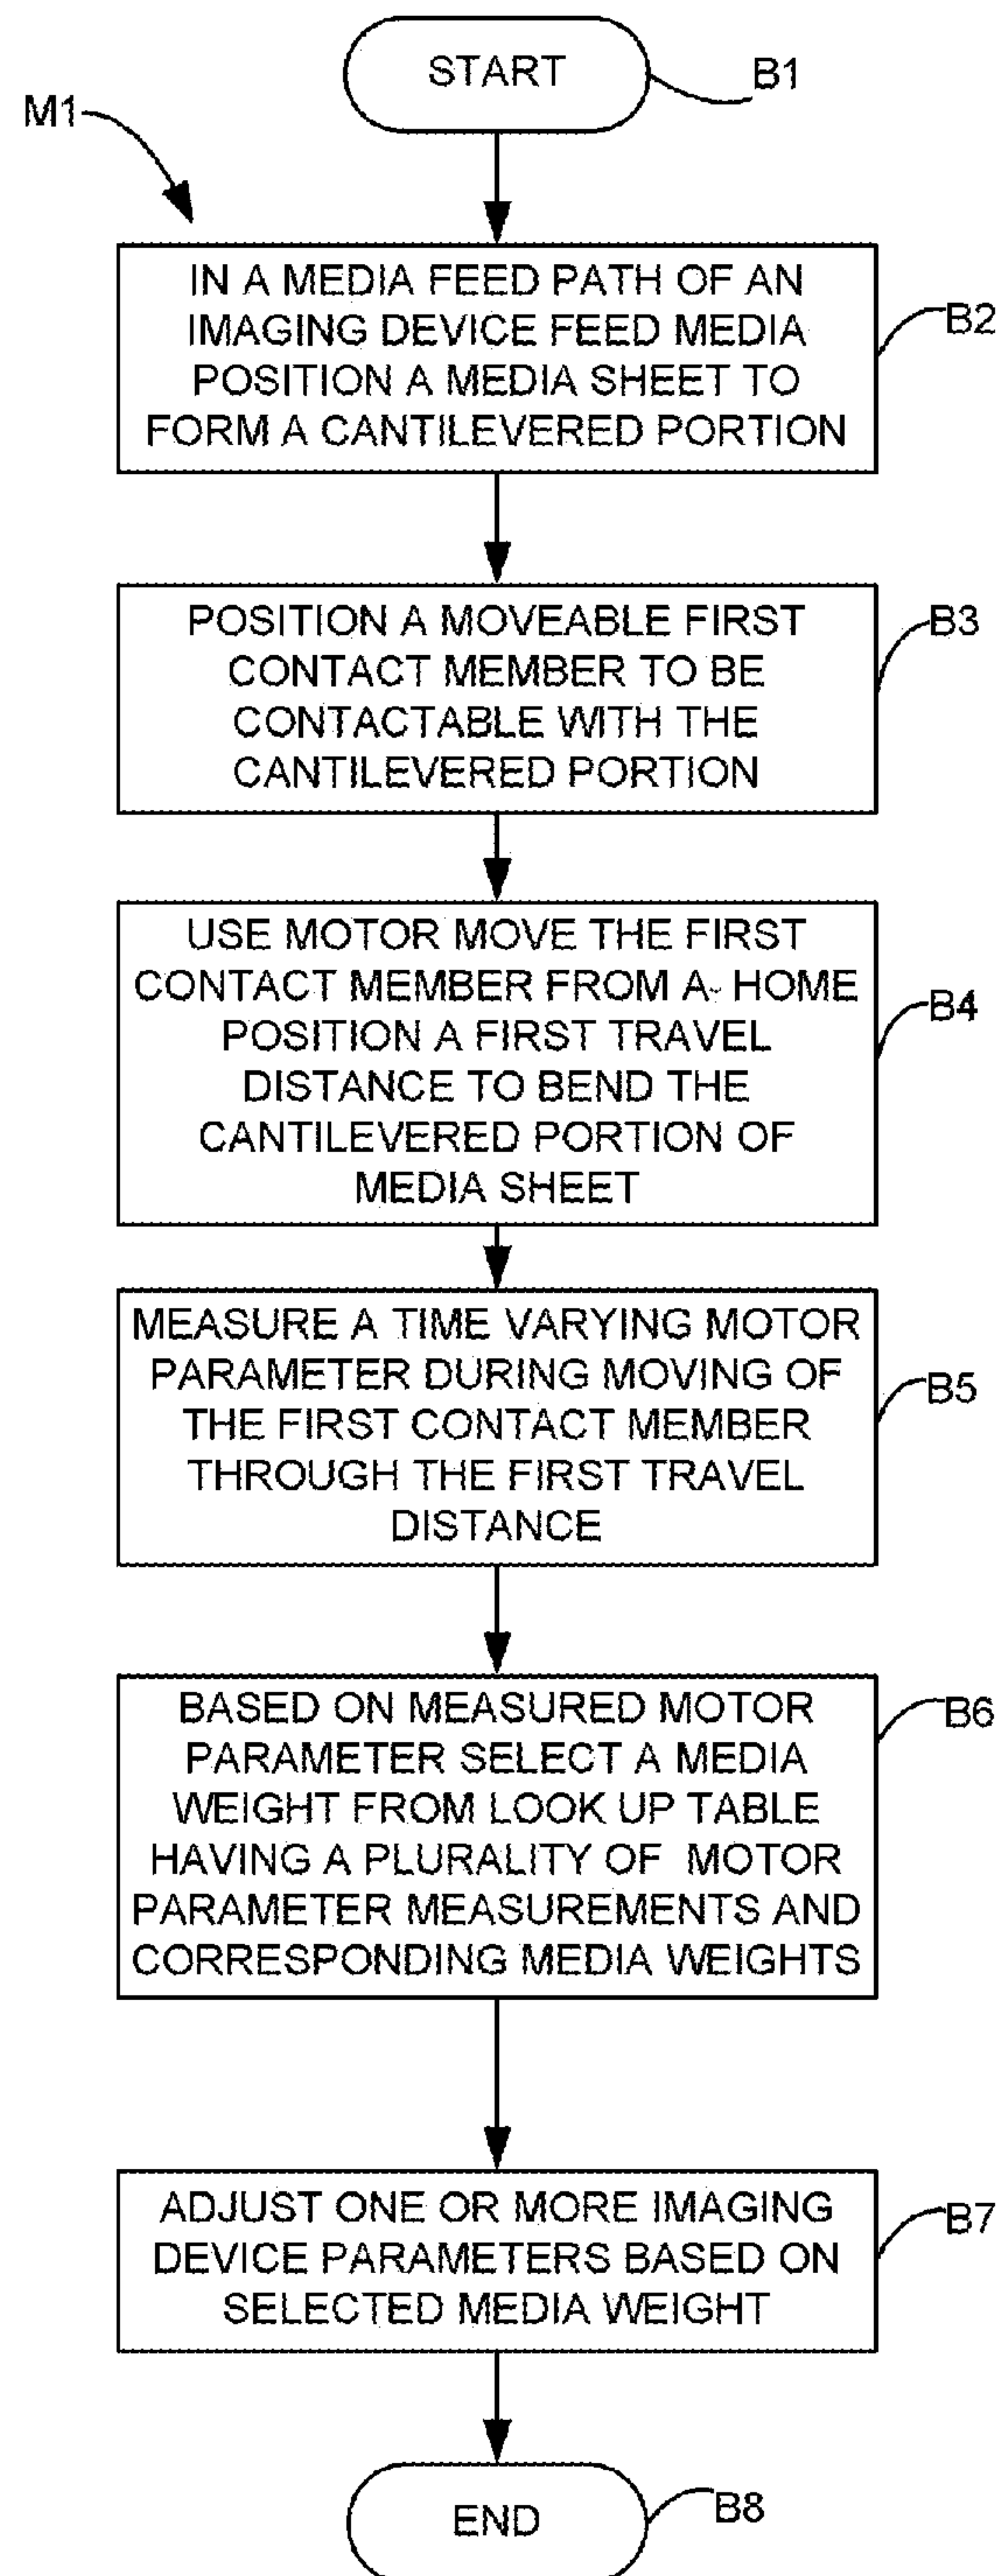 START
B1
M1
IN A MEDIA FEED PATH OF AN
IMAGING DEVICE FEED MEDIA
POSITION A MEDIA SHEET TO
FORM A CANTILEVERED PORTION
B2
POSITION A MOVEABLE FIRST
CONTACT MEMBER TO BE
CONTACTABLE WITH THE
CANTILEVERED PORTION
B3
USE MOTOR MOVE THE FIRST
CONTACT MEMBER FROM A- HOME
POSITION A FIRST TRAVEL
DISTANCE TO BEND THE
CANTILEVERED PORTION OF
MEDIA SHEET
B4
MEASURE A TIME VARYING MOTOR
PARAMETER DURING MOVING OF
THE FIRST CONTACT MEMBER
THROUGH THE FIRST TRAVEL
DISTANCE
B5
BASED ON MEASURED MOTOR
PARAMETER SELECT A MEDIA
WEIGHT FROM LOOK UP TABLE
HAVING A PLURALITY OF MOTOR
PARAMETER MEASUREMENTS AND
CORRESPONDING MEDIA WEIGHTS
B6
ADJUST ONE OR MORE IMAGING
DEVICE PARAMETERS BASED ON
SELECTED MEDIA WEIGHT
B7
END
B8